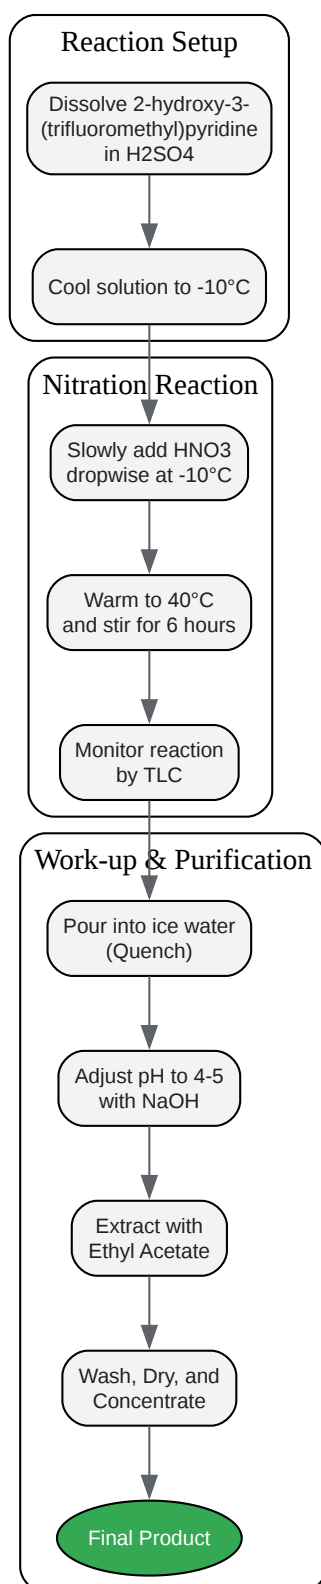 Reaction Setup
Dissolve 2-hydroxy-3-
(trifluoromethyl)pyridine
in H2SO4
Cool solution to -10°C
Nitration Reaction
Slowly add HNO3
dropwise at -10°C
Warm to 40°C
and stir for 6 hours
Monitor reaction
by TLC
Work-up & Purification
Pour into ice water
(Quench)
Adjust pH to 4-5
with NaOH
Extract with
Ethyl Acetate
Wash, Dry, and
Concentrate
Final Product